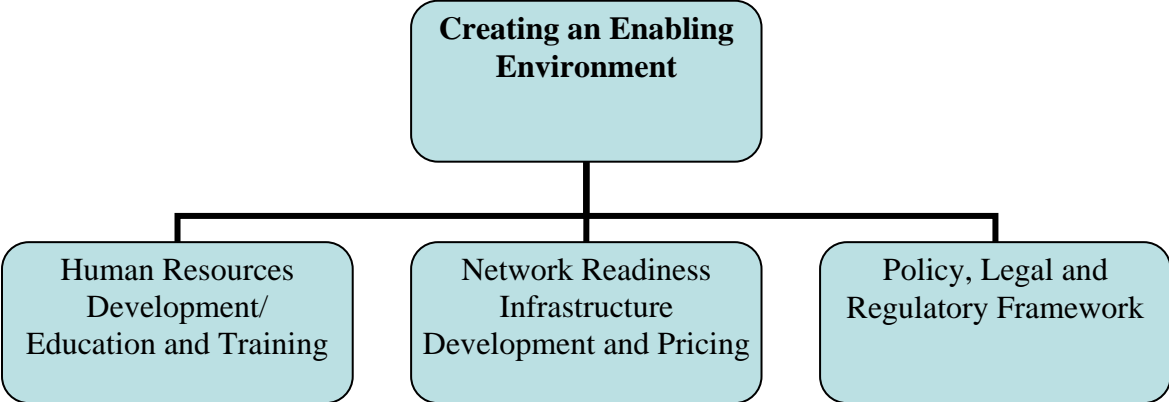 Creating an Enabling
Environment
Human Resources
Development/
Education and Training
Network Readiness
Infrastructure
Development and Pricing
Policy, Legal and
Regulatory Framework